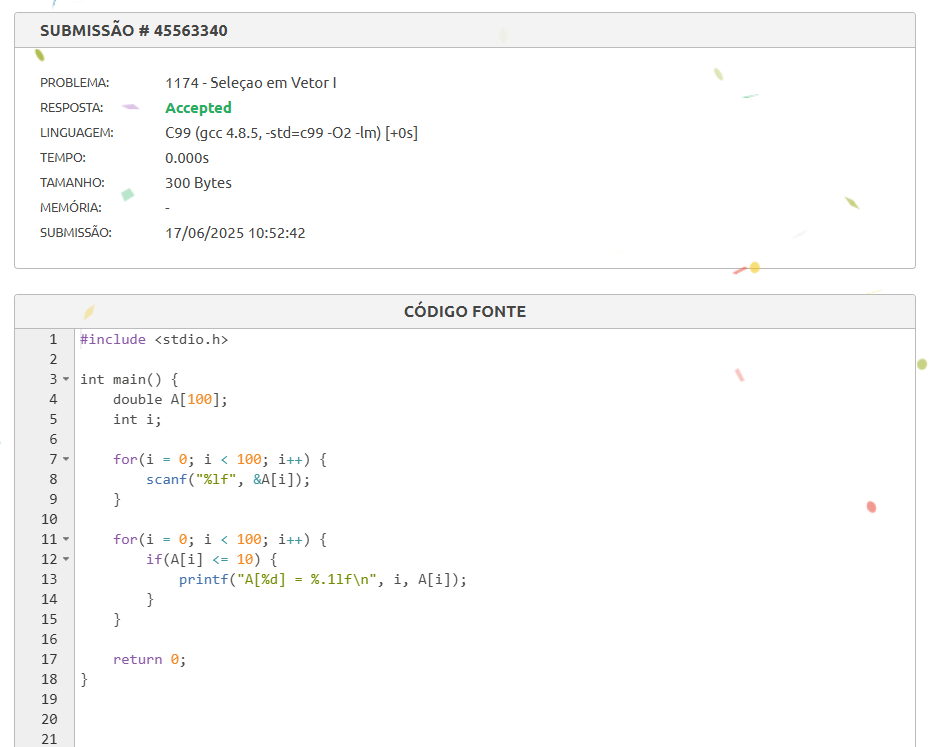 SUBMISSÃO # 45563340
PROBLEMA: 1174 - Seleçao em Vetor I
RESPOSTA: Accepted
LINGUAGEM: C99 (gcc 4.8.5, -std=c99 -O2 -lm) [+0s]
TEMPO: 0.000s
TAMANHO: 300 Bytes
MEMÓRIA: -
SUBMISSÃO: 17/06/2025 10:52:42
CÓDIGO FONTE
1 #include <stdio.h>
2
3 int main() {
4     double A[100];
5     int i;
6
7     for(i = 0; i < 100; i++) {
8         scanf("%lf", &A[i]);
9     }
10
11     for(i = 0; i < 100; i++) {
12         if(A[i] <= 10) {
13             printf("A[%d] = %.1lf\n", i, A[i]);
14         }
15     }
16
17     return 0;
18 }
19
20
21